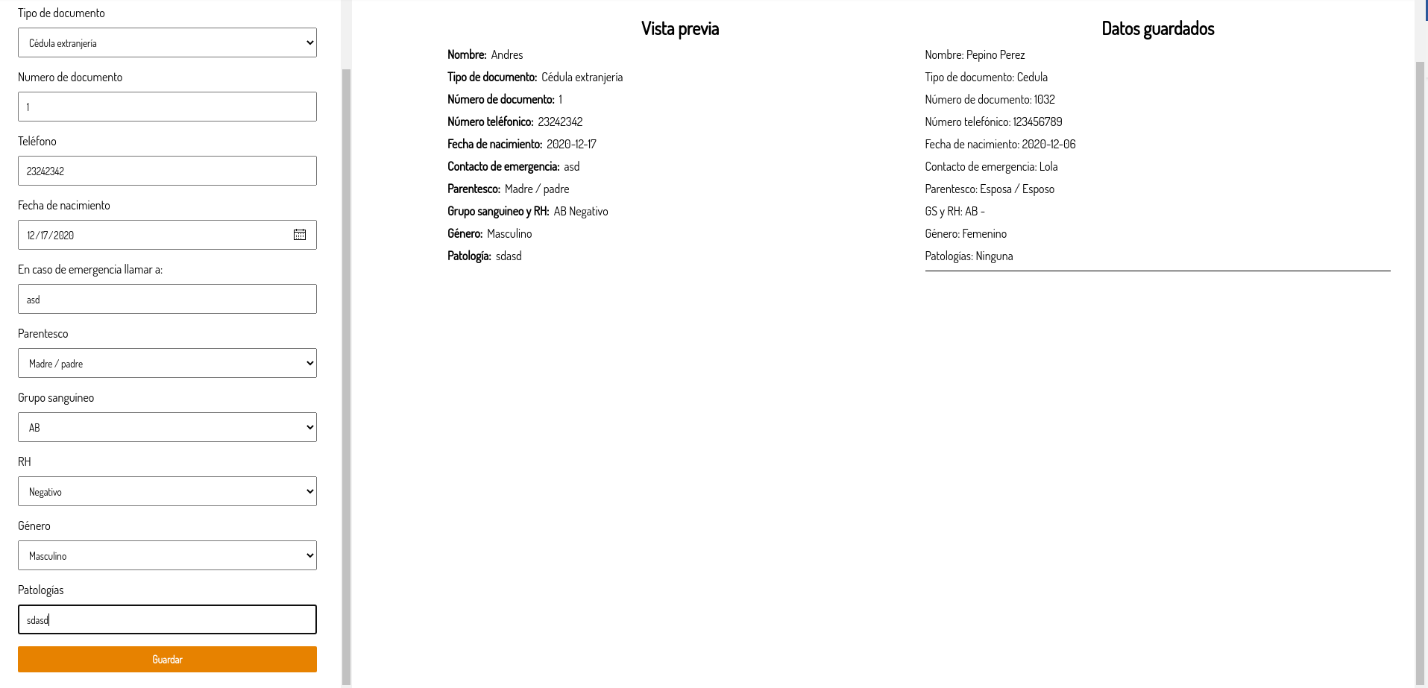 Tipo de documento
Cédula extranjería
Numero de documento
1
Teléfono
23242342
Fecha de nacimiento
12/17/2020
En caso de emergencia llamar a:
asd
Parentesco
Madre / padre
Grupo sanguíneo
AB
RH
Negativo
Género
Masculino
Patologías
sdasd
Guardar
Vista previa
Nombre: Andres
Tipo de documento: Cédula extranjería
Número de documento: 1
Número teléfonico: 23242342
Fecha de nacimiento: 2020-12-17
Contacto de emergencia: asd
Parentesco: Madre / padre
Grupo sanguineo y RH: AB Negativo
Género: Masculino
Patología: sdasd
Datos guardados
Nombre: Pepino Perez
Tipo de documento: Cedula
Número de documento: 1032
Número telefónico: 123456789
Fecha de nacimiento: 2020-12-06
Contacto de emergencia: Lola
Parentesco: Esposa / Esposo
GS y RH: AB -
Género: Femenino
Patologías: Ninguna